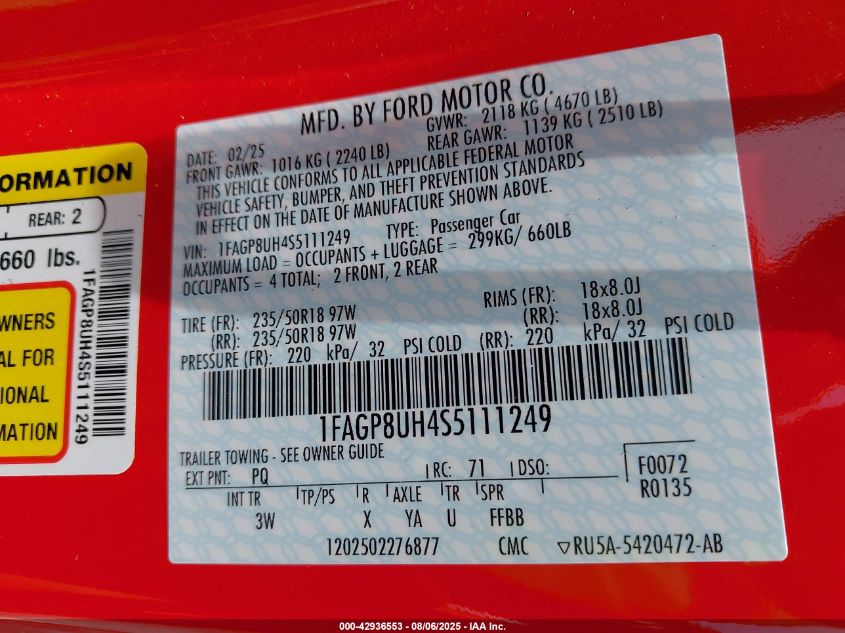 ORMATION
REAR: 2
660 lbs.
WNERS
AL FOR
IONAL
MATION
1FAGP8UH4S5111249
MFD. BY FORD MOTOR CO.
DATE: 02/25 GVWR: 2118 KG ( 4670 LB)
FRONT GAWR: 1016 KG ( 2240 LB) REAR GAWR: 1139 KG ( 2510 LB)
THIS VEHICLE CONFORMS TO ALL APPLICABLE FEDERAL MOTOR
VEHICLE SAFETY, BUMPER, AND THEFT PREVENTION STANDARDS
IN EFFECT ON THE DATE OF MANUFACTURE SHOWN ABOVE.
VIN: 1FAGP8UH4S5111249 TYPE: Passenger Car
MAXIMUM LOAD = OCCUPANTS + LUGGAGE = 299KG/ 660LB
OCCUPANTS = 4 TOTAL; 2 FRONT, 2 REAR
TIRE (FR): 235/50R18 97W RIMS (FR): 18x8.0J
(RR): 235/50R18 97W (RR): 18x8.0J
PRESSURE (FR): 220 kPa/ 32 PSI COLD (RR): 220 kPa/ 32 PSI COLD
1FAGP8UH4S5111249
TRAILER TOWING - SEE OWNER GUIDE
EXT PNT: PQ RC: 71 DSO: F0072
R0135
INT TR TP/PS R AXLE TR SPR
3W X YA U FFBB
1202502276877 CMC ▽RU5A-5420472-AB
000-42936553 - 08/06/2025 - IAA Inc.